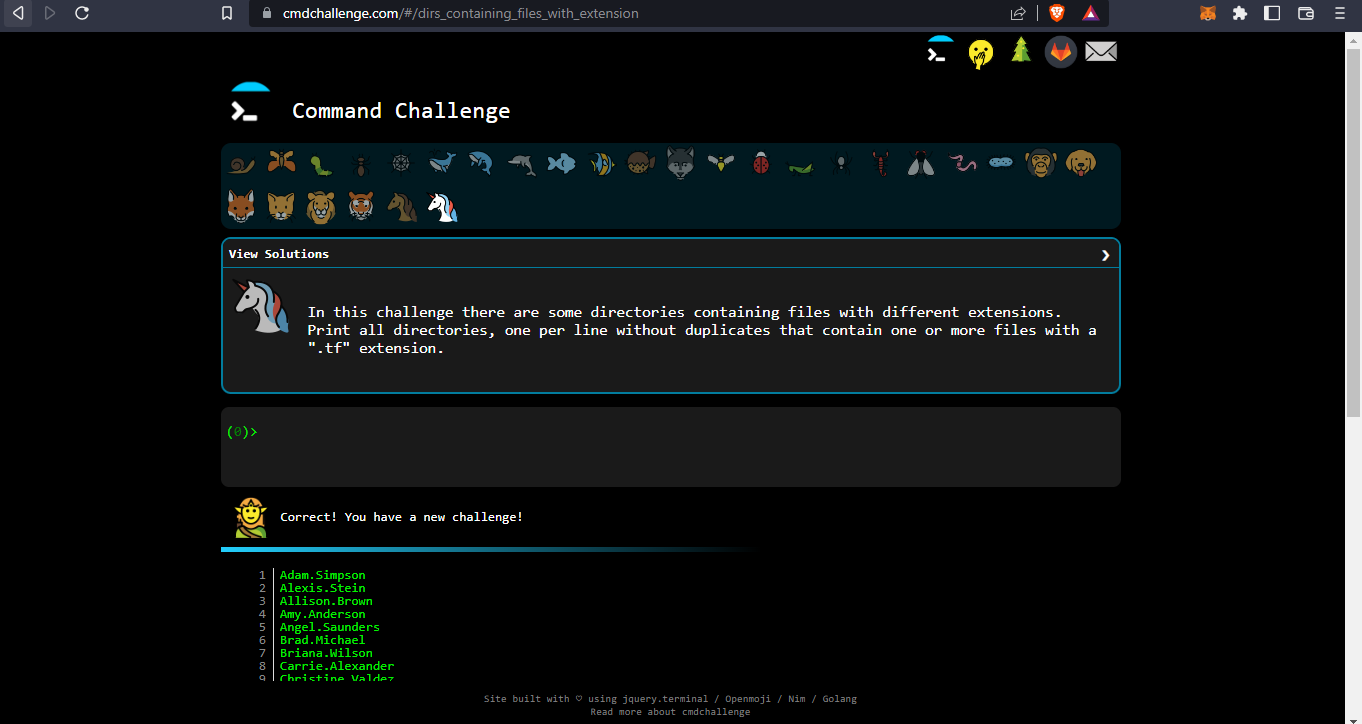 cmdchallenge.com/#/dirs_containing_files_with_extension
Command Challenge
View Solutions
In this challenge there are some directories containing files with different extensions.
Print all directories, one per line without duplicates that contain one or more files with a
".tf" extension.
(0)>
Correct! You have a new challenge!
1 Adam.Simpson
2 Alexis.Stein
3 Allison.Brown
4 Amy.Anderson
5 Angel.Saunders
6 Brad.Michael
7 Briana.Wilson
8 Carrie.Alexander
9 Christine.Valdez
Site built with ♡ using jquery.terminal / Openmoji / Nim / Golang
Read more about cmdchallenge